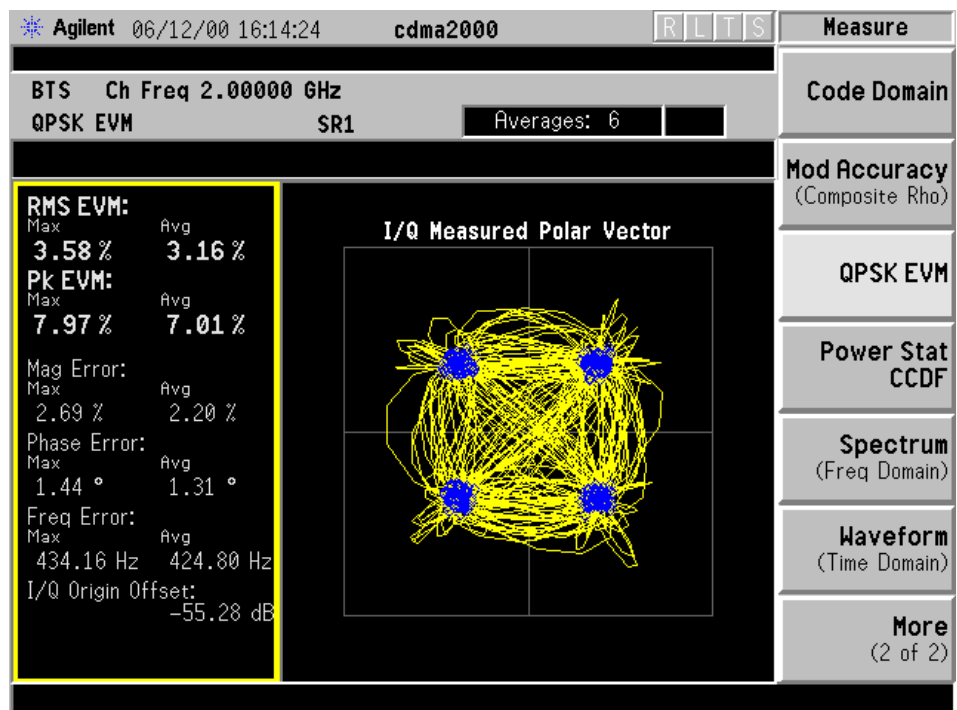 Agilent 06/12/00 16:14:24 cdma2000 R L T S
BTS Ch Freq 2.00000 GHz
QPSK EVM SR1 Averages: 6
RMS EVM:
Max Avg
3.58 % 3.16 %
Pk EVM:
Max Avg
7.97 % 7.01 %
Mag Error:
Max Avg
2.69 % 2.20 %
Phase Error:
Max Avg
1.44 ° 1.31 °
Freq Error:
Max Avg
434.16 Hz 424.80 Hz
I/Q Origin Offset:
-55.28 dB
I/Q Measured Polar Vector
Measure
Code Domain
Mod Accuracy
(Composite Rho)
QPSK EVM
Power Stat
CCDF
Spectrum
(Freq Domain)
Waveform
(Time Domain)
More
(2 of 2)